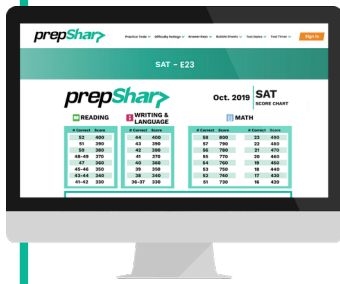 prepSharp
Practice Tests Difficulty Ratings Answer Keys Bubble Sheets Test Dates Test Times Sign In
SAT - E23
prepSharp
Oct. 2019 SAT
SCORE CHART
READING
WRITING &
LANGUAGE
MATH
# Correct Score # Correct Score # Correct Score # Correct Score
52 400 44 400 58 800 23 490
51 390 43 390 57 790 22 480
50 380 42 380 56 780 21 470
48-49 370 41 370 55 770 20 460
47 360 40 360 54 760 19 450
45-46 350 39 350 53 750 18 440
43-44 340 38 340 52 740 17 430
41-42 330 36-37 330 51 730 16 420